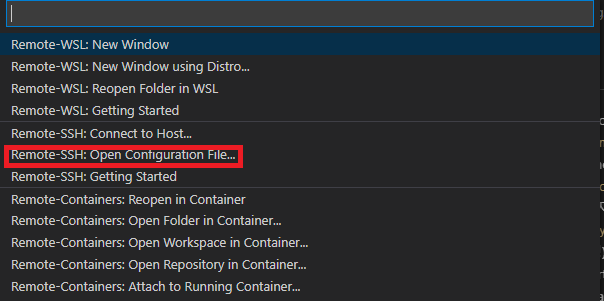 Remote-WSL: New Window
Remote-WSL: New Window using Distro...
Remote-WSL: Reopen Folder in WSL
Remote-WSL: Getting Started
Remote-SSH: Connect to Host...
Remote-SSH: Open Configuration File...
Remote-SSH: Getting Started
Remote-Containers: Reopen in Container
Remote-Containers: Open Folder in Container...
Remote-Containers: Open Workspace in Container...
Remote-Containers: Open Repository in Container...
Remote-Containers: Attach to Running Container...